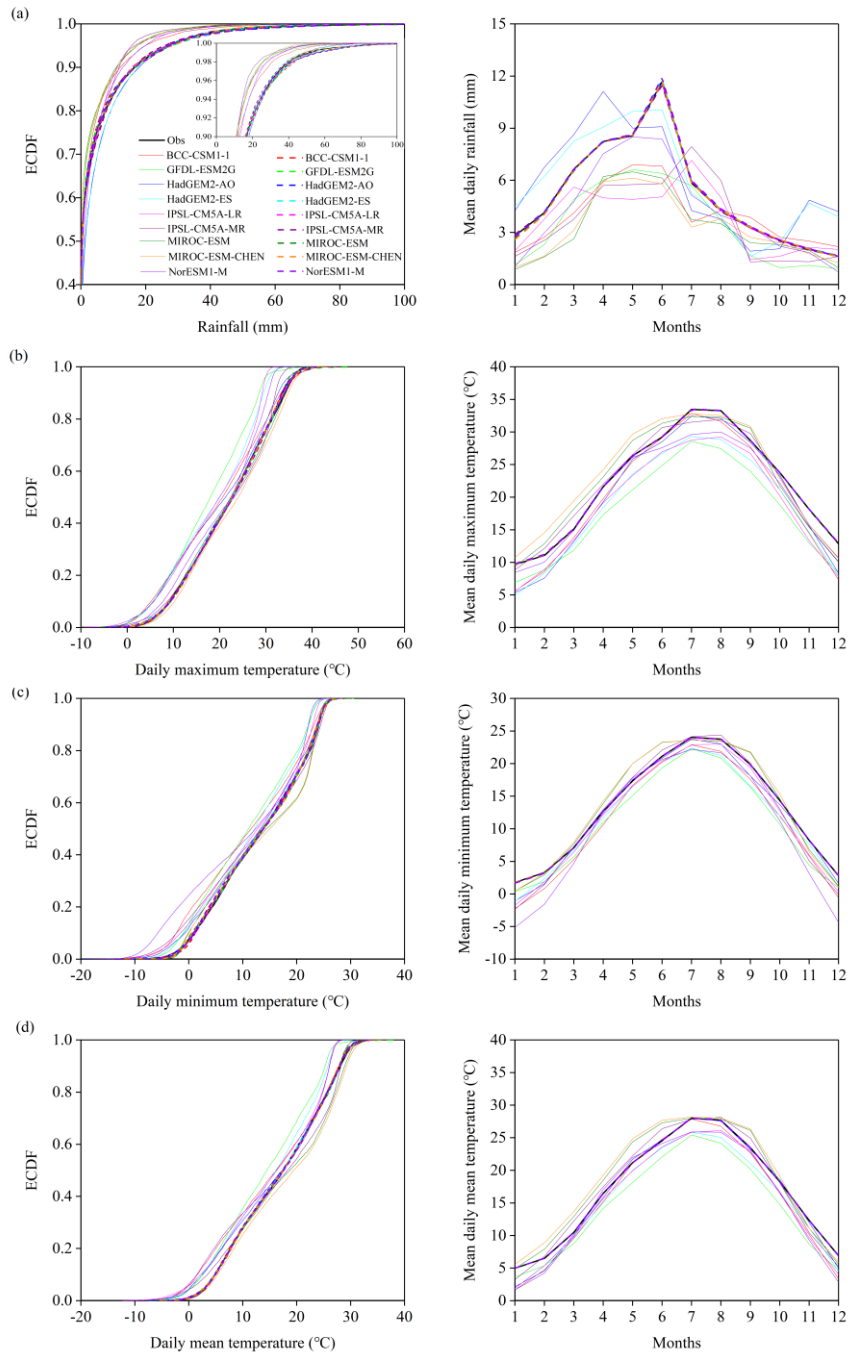 (a)
ECDF
1.0
0.9
0.8
0.7
0.6
0.5
0.4
0 20 40 60 80 100
Rainfall (mm)
1.00
0.98
0.96
0.94
0.92
0.90
0 20 40 60 80 100
Obs
BCC-CSM1-1 BCC-CSM1-1
GFDL-ESM2G GFDL-ESM2G
HadGEM2-AO HadGEM2-AO
HadGEM2-ES HadGEM2-ES
IPSL-CM5A-LR IPSL-CM5A-LR
IPSL-CM5A-MR IPSL-CM5A-MR
MIROC-ESM MIROC-ESM
MIROC-ESM-CHEN MIROC-ESM-CHEN
NorESM1-M NorESM1-M
Mean daily rainfall (mm)
15
12
9
6
3
0
1 2 3 4 5 6 7 8 9 10 11 12
Months
(b)
ECDF
1.0
0.8
0.6
0.4
0.2
0.0
-10 0 10 20 30 40 50 60
Daily maximum temperature (℃)
Mean daily maximum temperature (℃)
40
35
30
25
20
15
10
5
0
1 2 3 4 5 6 7 8 9 10 11 12
Months
(c)
ECDF
1.0
0.8
0.6
0.4
0.2
0.0
-20 -10 0 10 20 30 40
Daily minimum temperature (℃)
Mean daily minimum temperature (℃)
30
25
20
15
10
5
0
-5
-10
1 2 3 4 5 6 7 8 9 10 11 12
Months
(d)
ECDF
1.0
0.8
0.6
0.4
0.2
0.0
-20 -10 0 10 20 30 40
Daily mean temperature (℃)
Mean daily mean temperature (℃)
40
35
30
25
20
15
10
5
0
1 2 3 4 5 6 7 8 9 10 11 12
Months